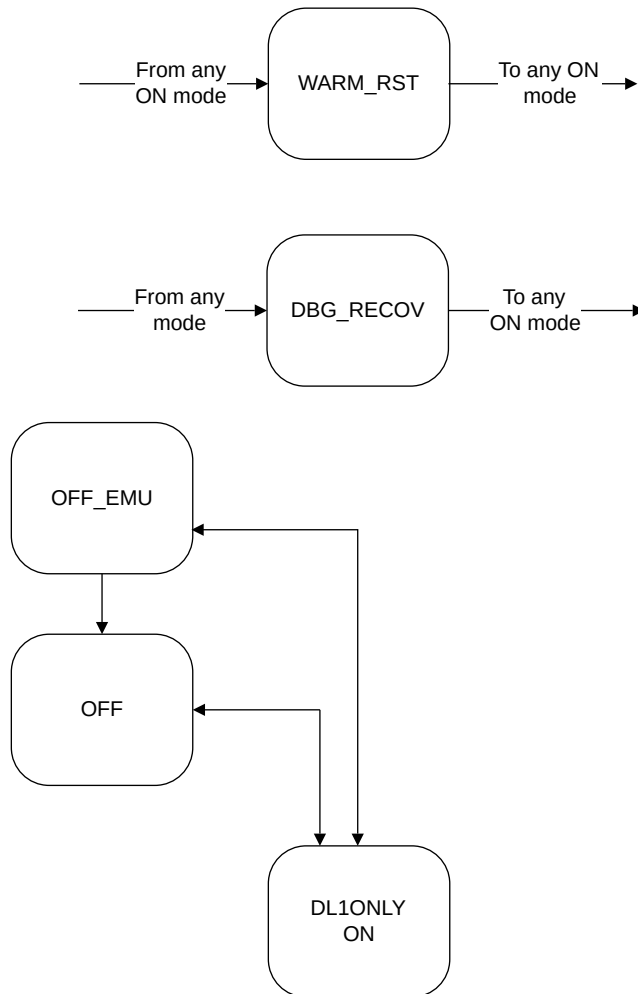 From any
ON mode
WARM_RST
To any ON
mode
From any
mode
DBG_RECOV
To any
ON mode
OFF_EMU
OFF
DL1ONLY
ON